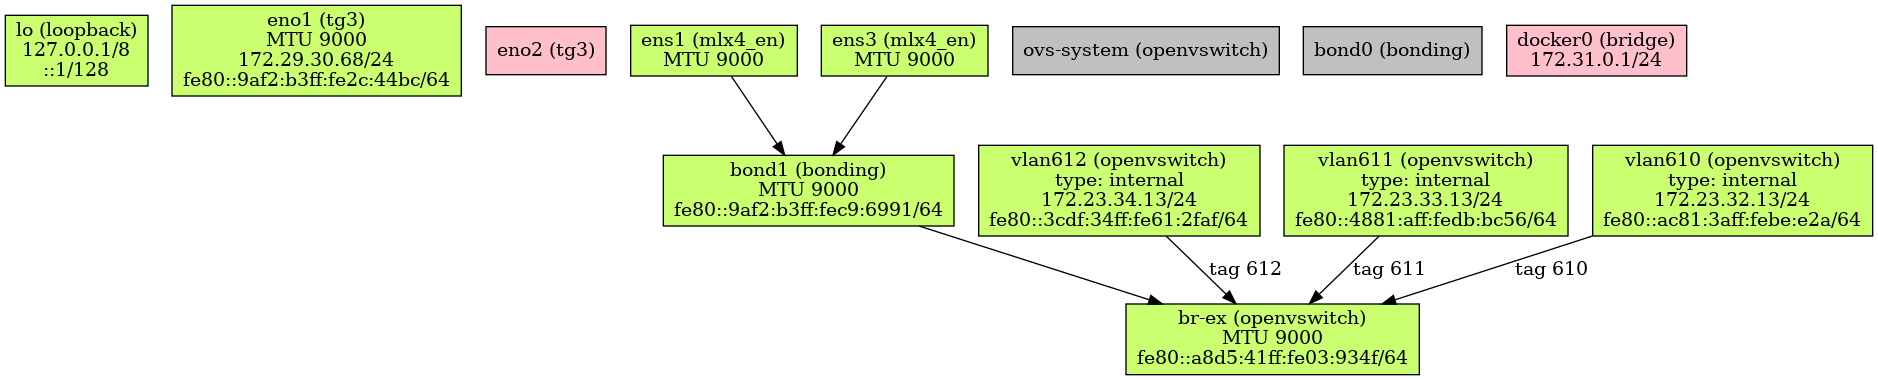 lo (loopback)
127.0.0.1/8
::1/128
eno1 (tg3)
MTU 9000
172.29.30.68/24
fe80::9af2:b3ff:fe2c:44bc/64
eno2 (tg3)
ens1 (mlx4_en)
MTU 9000
ens3 (mlx4_en)
MTU 9000
ovs-system (openvswitch)
bond0 (bonding)
docker0 (bridge)
172.31.0.1/24
bond1 (bonding)
MTU 9000
fe80::9af2:b3ff:fec9:6991/64
vlan612 (openvswitch)
type: internal
172.23.34.13/24
fe80::3cdf:34ff:fe61:2faf/64
vlan611 (openvswitch)
type: internal
172.23.33.13/24
fe80::4881:aff:fedb:bc56/64
vlan610 (openvswitch)
type: internal
172.23.32.13/24
fe80::ac81:3aff:febe:e2a/64
tag 612
tag 611
tag 610
br-ex (openvswitch)
MTU 9000
fe80::a8d5:41ff:fe03:934f/64